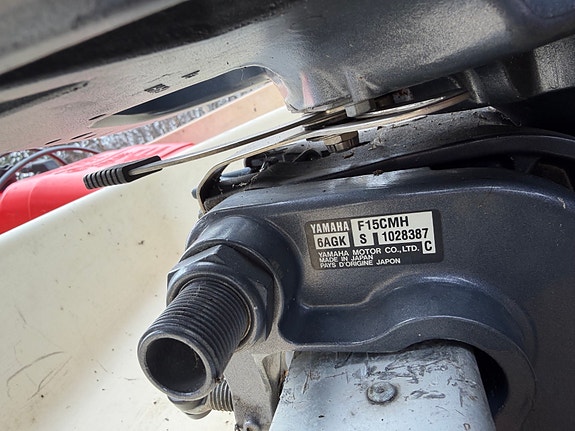 YAMAHA F15CMH
6AGK S 1028387
YAMAHA MOTOR CO.,LTD. C
MADE IN JAPAN
PAYS D'ORIGINE JAPON